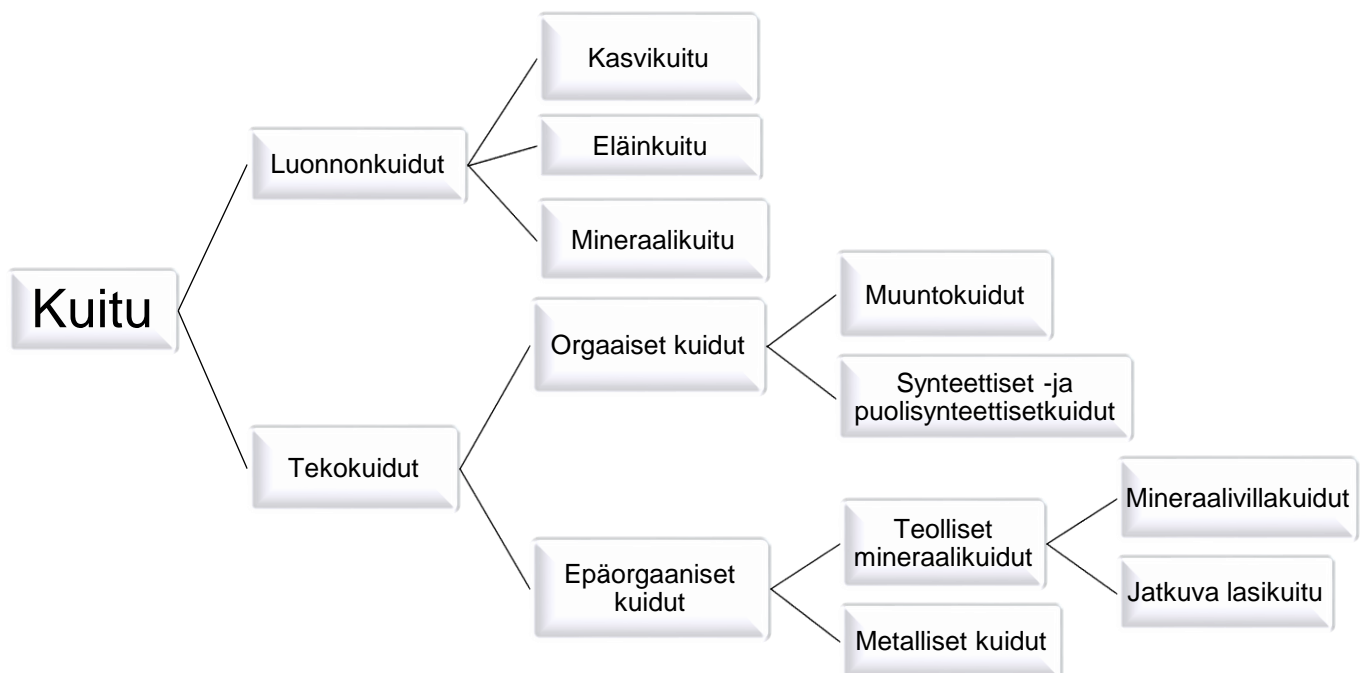 Kuitu
Luonnonkuidut
Kasvikuitu
Eläinkuitu
Mineraalikuitu
Tekokuidut
Orgaaiset kuidut
Muuntokuidut
Synteettiset -ja
puolisynteettisetkuidut
Epäorgaaniset
kuidut
Teolliset
mineraalikuidut
Mineraalivillakuidut
Jatkuva lasikuitu
Metalliset kuidut